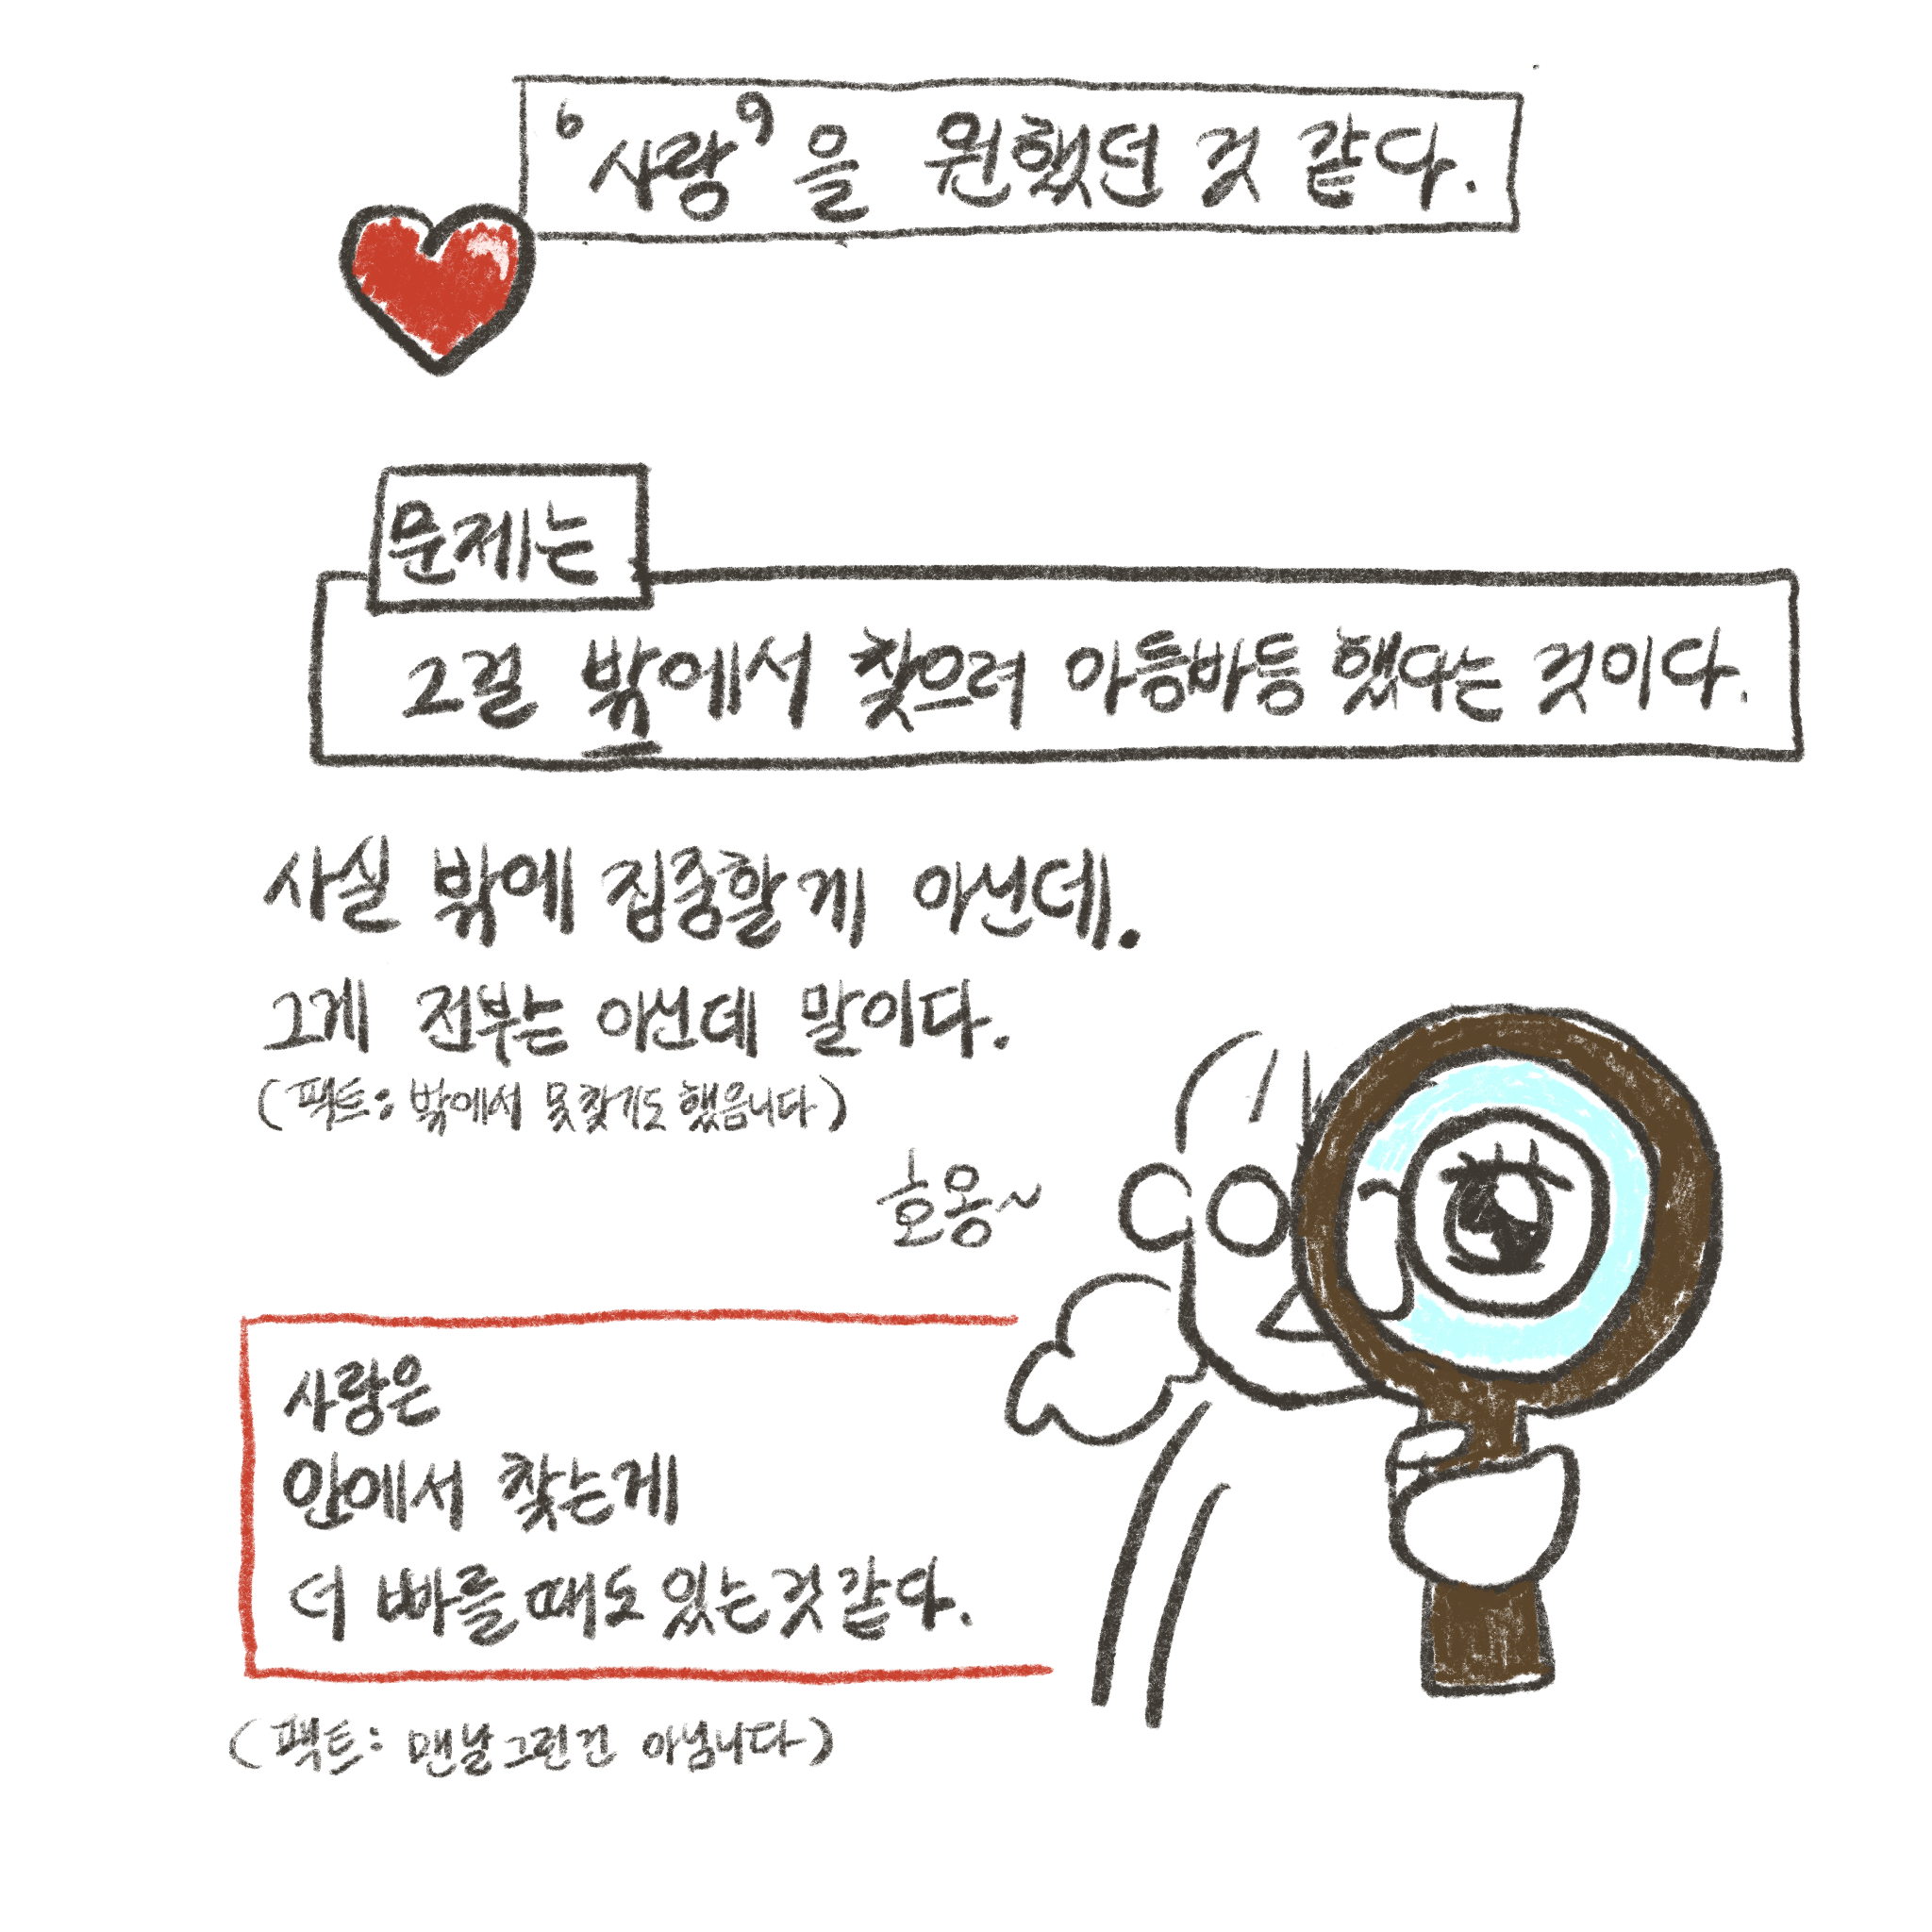 ‘사랑’을 원했던 것 같다.
문제는
그걸 밖에서 찾으려 아등바등 했다는 것이다.
사실 밖에 집중할게 아닌데.
그게 전부는 아닌데 말이다.
(팩트: 밖에서 못찾기도 했음니다)
호옹~
사랑은
안에서 찾는게
더 빠를때도 있는것같다.
(팩트: 맨날그런건 아님니다)